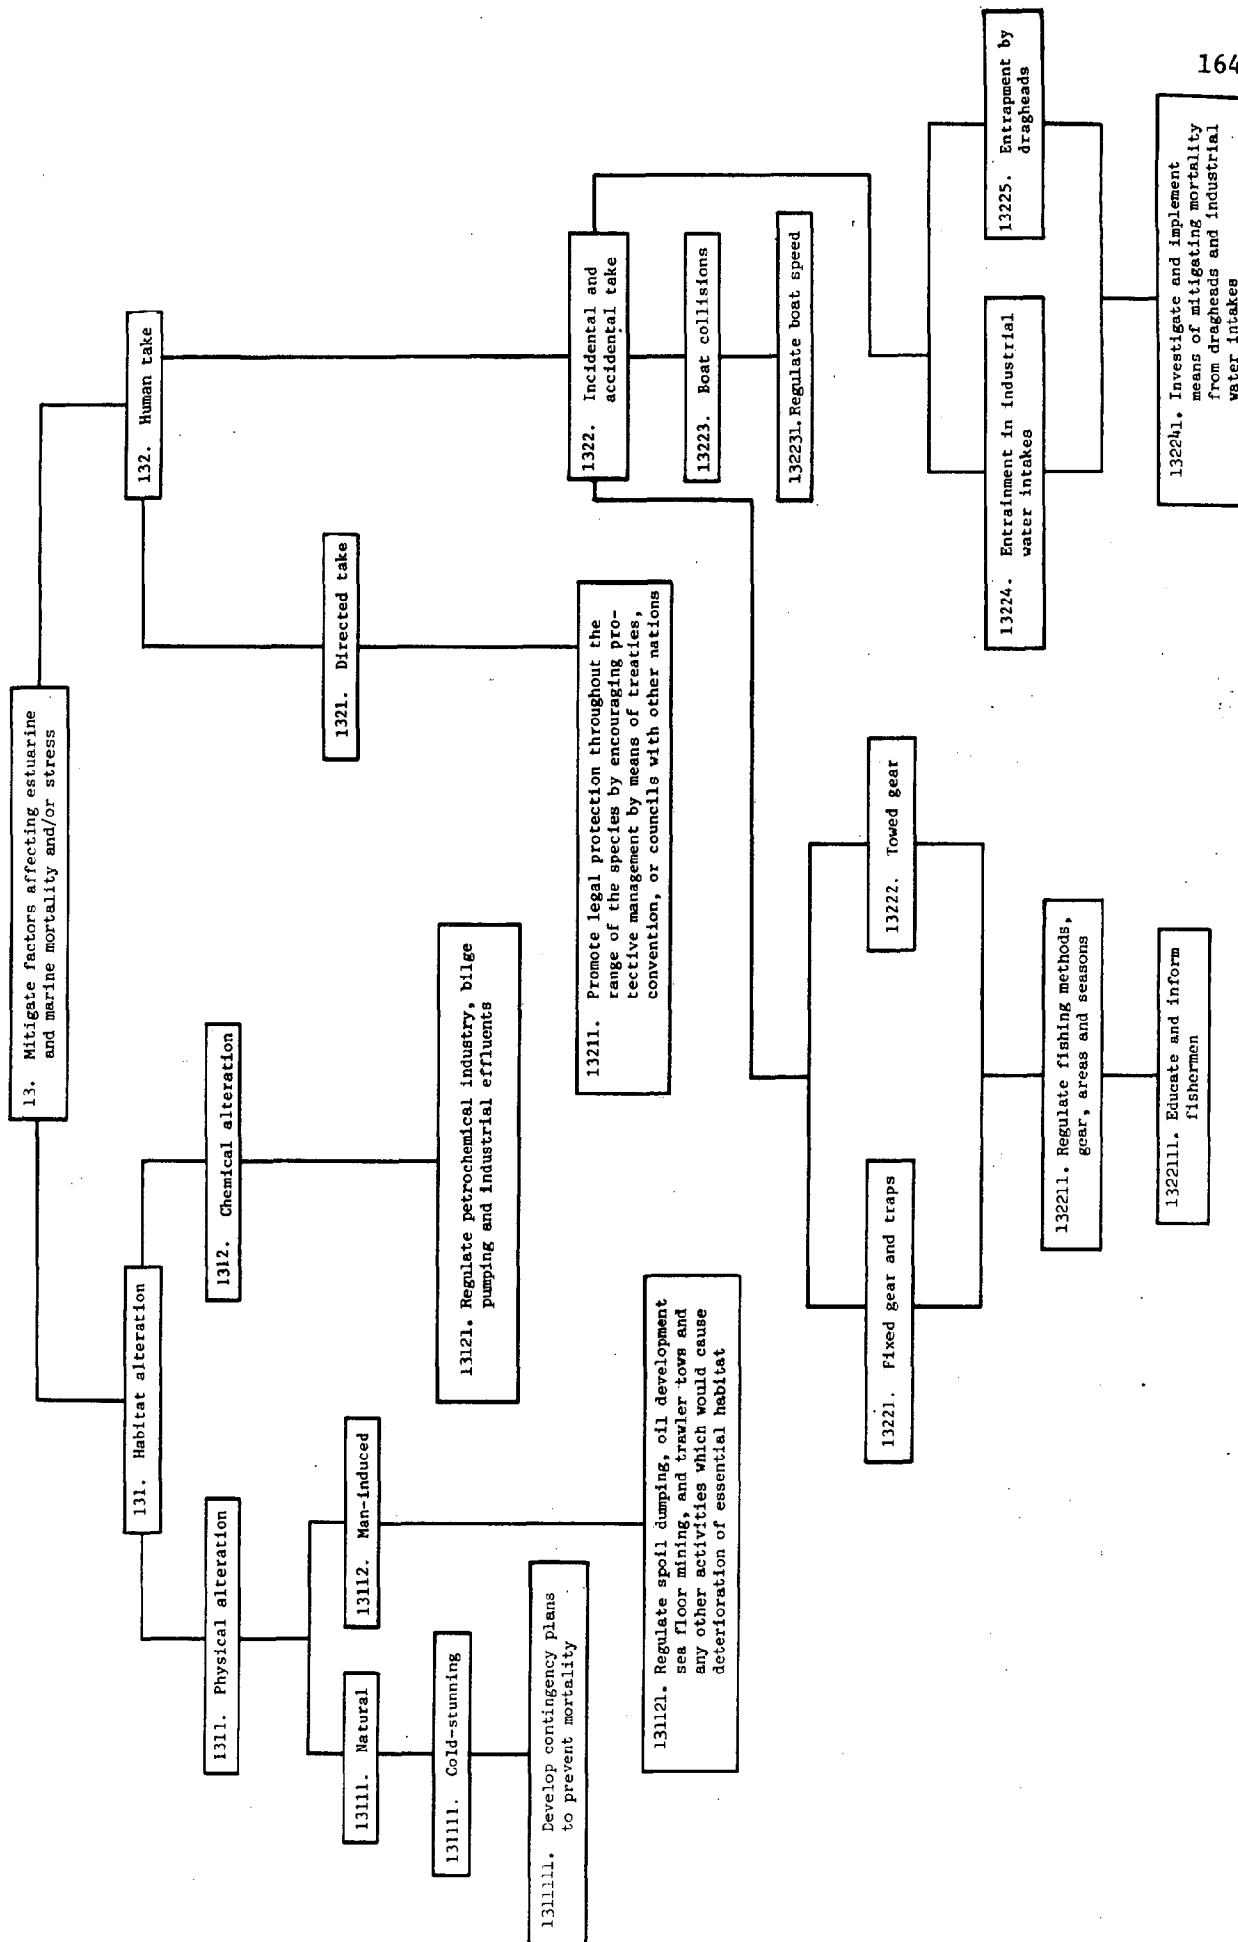 164
13. Mitigate factors affecting estuarine
and marine mortality and/or stress
131. Habitat alteration
132. Human take
1311. Physical alteration
1312. Chemical alteration
13111. Natural
13112. Man-induced
1321. Directed take
131111. Cold-stunning
13121. Regulate petrochemical industry, bilge
pumping and industrial effluents
1311111. Develop contingency plans
to prevent mortality
13211. Promote legal protection throughout the
range of the species by encouraging pro-
tective management by means of treaties,
convention, or councils with other nations
1322. Incidental and
accidental take
131121. Regulate spoil dumping, oil development
sea floor mining, and trawler tows and
any other activities which would cause
deterioration of essential habitat
13223. Boat collisions
132231. Regulate boat speed
13221. Fixed gear and traps
13222. Towed gear
13224. Entrainment in industrial
water intakes
13225. Entrapment by
dragheads
132211. Regulate fishing methods,
gear, areas and seasons
1322111. Educate and inform
fishermen
132241. Investigate and implement
means of mitigating mortality
from dragheads and industrial
water intakes